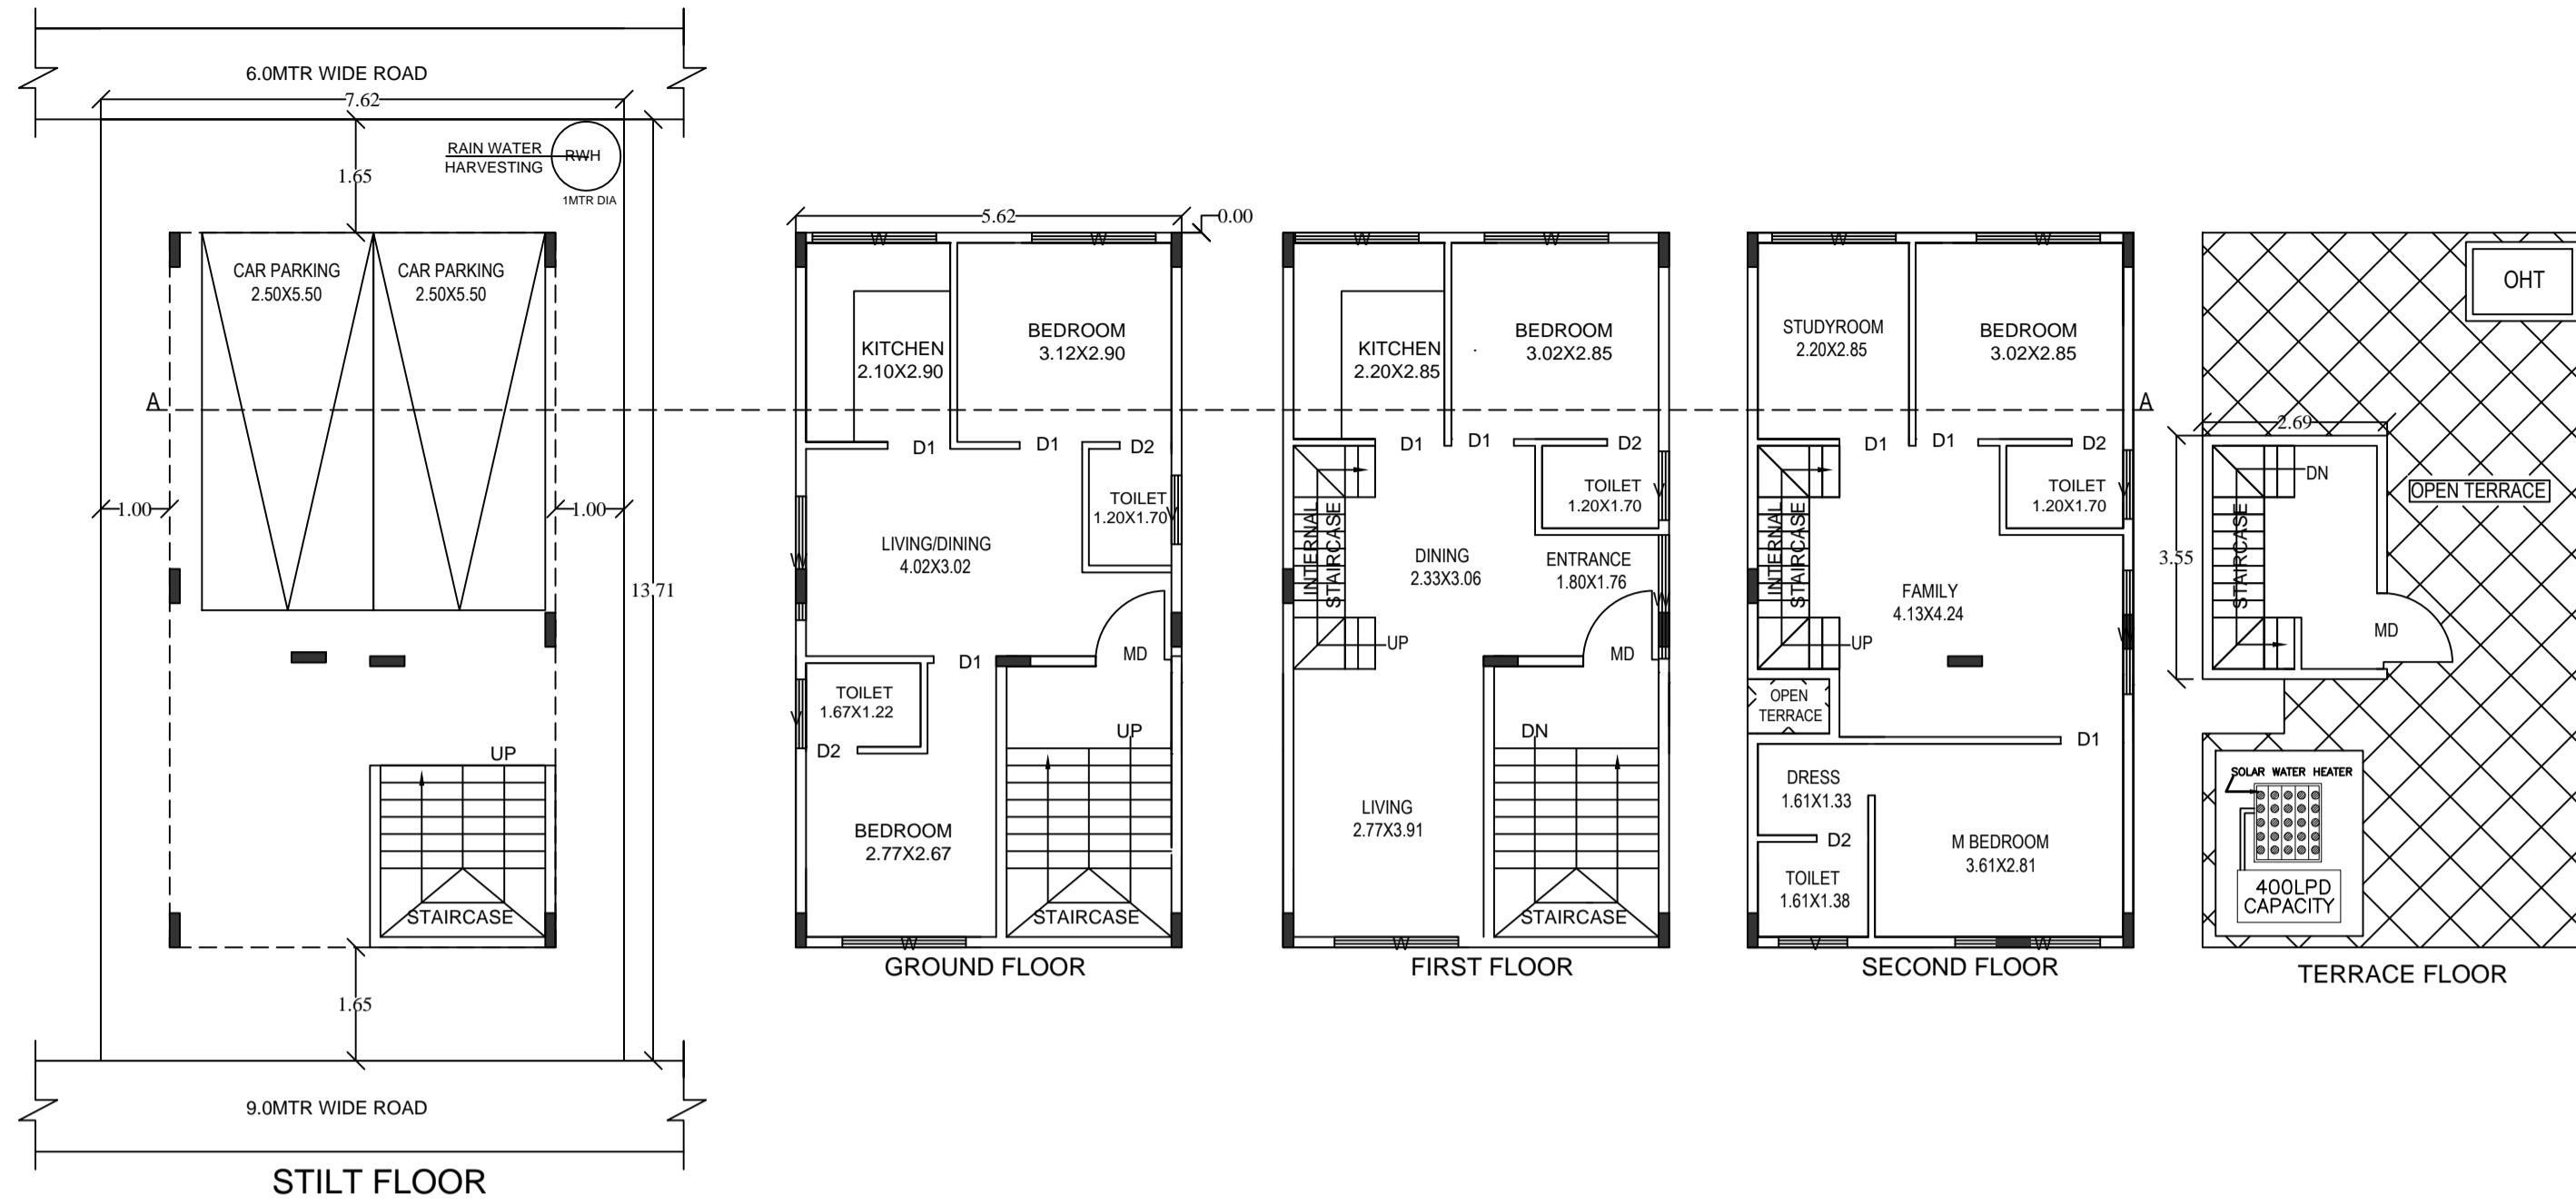 6.0MTR WIDE ROAD
7.62
RAIN WATER
HARVESTING
RWH
1MTR DIA
1.65
CAR PARKING
2.50X5.50
CAR PARKING
2.50X5.50
A
1.00
1.00
13.71
UP
STAIRCASE
1.65
9.0MTR WIDE ROAD
STILT FLOOR
5.62
0.00
W
W
KITCHEN
2.10X2.90
BEDROOM
3.12X2.90
D1
D1
D2
TOILET
1.20X1.70
V
LIVING/DINING
4.02X3.02
W
D1
MD
TOILET
1.67X1.22
V
D2
UP
BEDROOM
2.77X2.67
STAIRCASE
W
GROUND FLOOR
W
W
KITCHEN
2.20X2.85
BEDROOM
3.02X2.85
D1
D1
D2
TOILET
1.20X1.70
V
INTERNAL
STAIRCASE
DINING
2.33X3.06
ENTRANCE
1.80X1.76
W
UP
MD
DN
LIVING
2.77X3.91
STAIRCASE
W
FIRST FLOOR
W
W
STUDYROOM
2.20X2.85
BEDROOM
3.02X2.85
A
D1
D1
D2
TOILET
1.20X1.70
V
INTERNAL
STAIRCASE
FAMILY
4.13X4.24
W
UP
OPEN
TERRACE
D1
DRESS
1.61X1.33
D2
M BEDROOM
3.61X2.81
TOILET
1.61X1.38
V
W
SECOND FLOOR
OHT
2.69
DN
OPEN TERRACE
3.55
STAIRCASE
MD
SOLAR WATER HEATER
400LPD
CAPACITY
TERRACE FLOOR